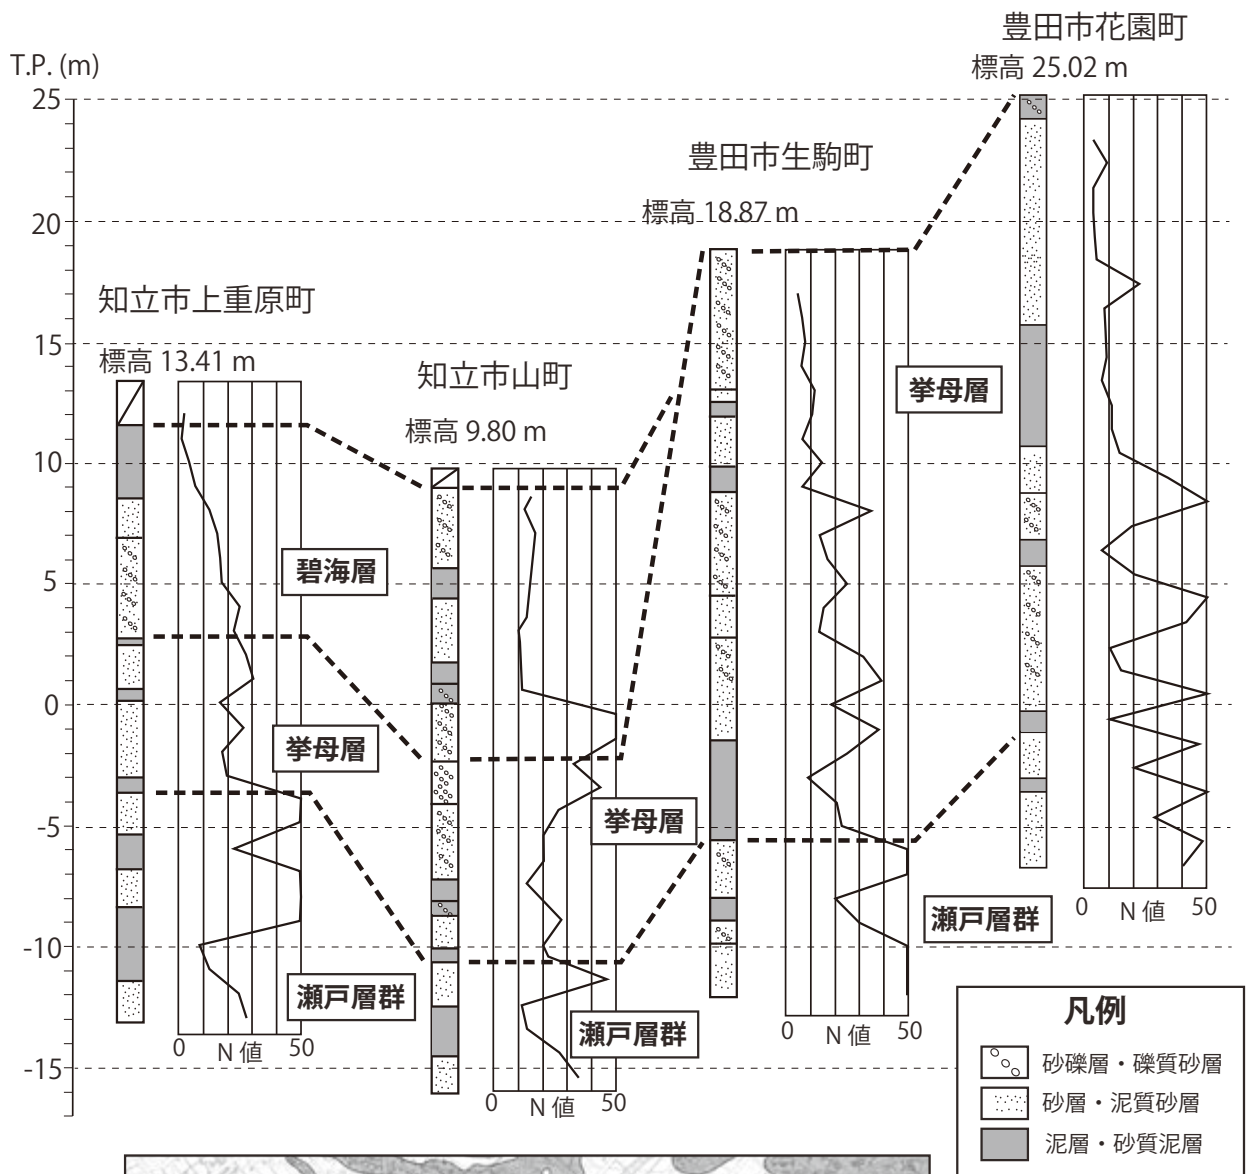 豊田市花園町
T.P. (m)
標高 25.02 m
25
豊田市生駒町
標高 18.87 m
20
知立市上重原町
標高 13.41 m
15
知立市山町
標高 9.80 m
挙母層
10
碧海層
5
0
挙母層
挙母層
-5
瀬戸層群
0 N 値 50
-10
瀬戸層群
瀬戸層群
0 N 値 50
0 N 値 50
-15
0 N 値 50
凡例
砂礫層・礫質砂層
砂層・泥質砂層
泥層・砂質泥層